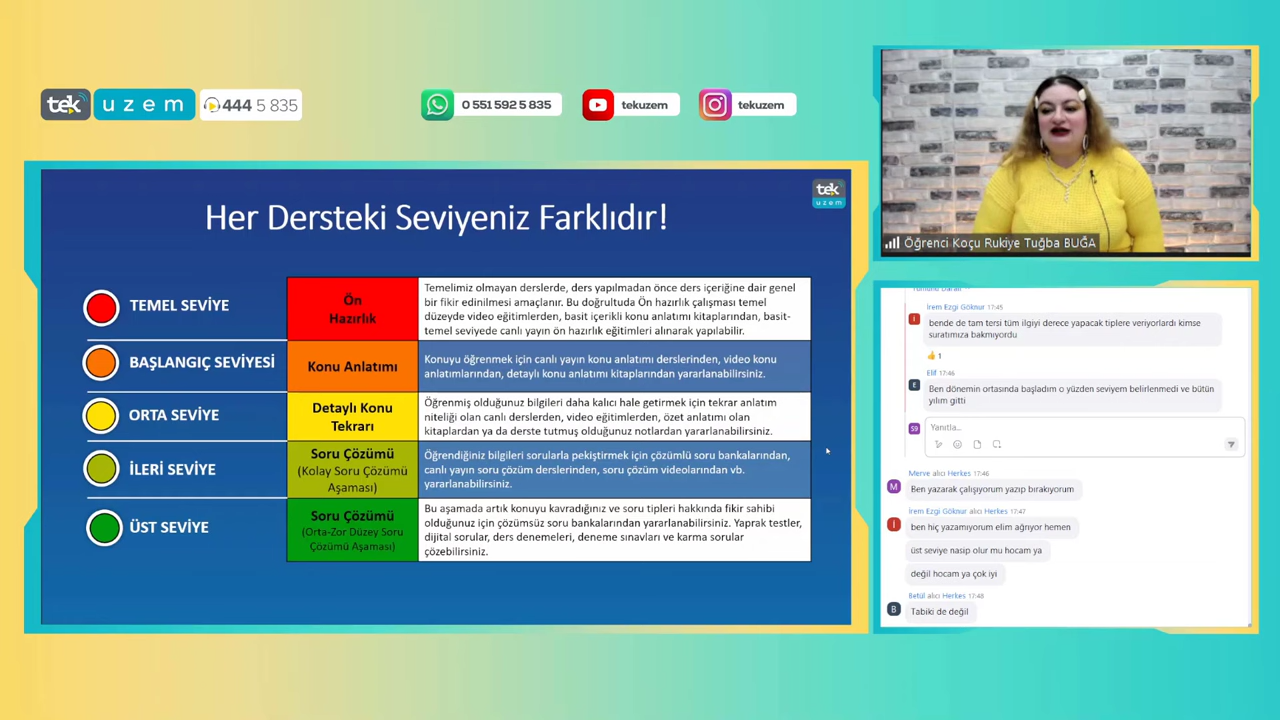 tek
uzem
444 5 835
0 551 592 5 835
tekuzem
tekuzem
tek
uzem
Her Dersteki Seviyeniz Farklıdır!
TEMEL SEVİYE
Ön
Hazırlık
Temelimiz olmayan derslerde, ders yapılmadan önce ders içeriğine dair genel
bir fikir edinilmesi amaçlanır. Bu doğrultuda Ön hazırlık çalışması temel
düzeyde video eğitimlerden, basit içerikli konu anlatımı kitaplarından, basit-
temel seviyede canlı yayın ön hazırlık eğitimleri alınarak yapılabilir.
BAŞLANGIÇ SEVİYESİ
Konu Anlatımı
Konuyu öğrenmek için canlı yayın konu anlatımı derslerinden, video konu
anlatımlarından, detaylı konu anlatımı kitaplarından yararlanabilirsiniz.
ORTA SEVİYE
Detaylı Konu
Tekrarı
Öğrenmiş olduğunuz bilgileri daha kalıcı hale getirmek için tekrar anlatım
niteliği olan canlı derslerden, video eğitimlerden, özet anlatımı olan
kitaplardan ya da derste tutmuş olduğunuz notlardan yararlanabilirsiniz.
İLERİ SEVİYE
Soru Çözümü
(Kolay Soru Çözümü
Aşaması)
Öğrendiğiniz bilgileri sorularla pekiştirmek için çözümlü soru bankalarından,
canlı yayın soru çözüm derslerinden, soru çözüm videolarından vb.
yararlanabilirsiniz.
ÜST SEVİYE
Soru Çözümü
(Orta-Zor Düzey Soru
Çözümü Aşaması)
Bu aşamada artık konuyu kavradığınız ve soru tipleri hakkında fikir sahibi
olduğunuz için çözümsüz soru bankalarından yararlanabilirsiniz. Yaprak testler,
dijital sorular, ders denemeleri, deneme sınavları ve karma sorular
çözebilirsiniz.
Öğrenci Koçu Rukiye Tuğba BUĞA
İrem Ezgi Göknur 17:45
İ
bende de tam tersi tüm ilgiyi derece yapacak tiplere veriyorlardı kimse
suratımıza bakmıyordu
1
Elif 17:46
E
Ben dönemin ortasında başladım o yüzden seviyem belirlenmedi ve bütün
yılım gitti
S9
Yanıtla...
Merve alıcı Herkes 17:46
M
Ben yazarak çalışıyorum yazıp bırakıyorum
İrem Ezgi Göknur alıcı Herkes 17:47
İ
ben hiç yazamıyorum elim ağrıyor hemen
üst seviye nasip olur mu hocam ya
değil hocam ya çok iyi
Betül alıcı Herkes 17:48
B
Tabiki de değil